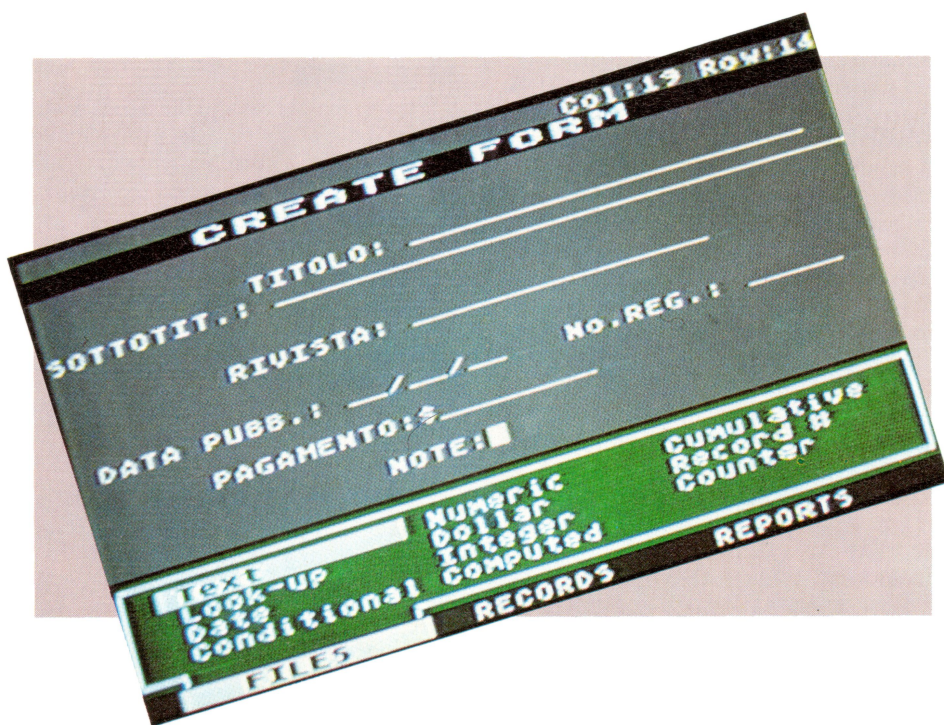 Col:19 Row:14
CREATE FORM
TITOLO:
SOTTOTIT.:
RIVISTA: No.REG.:
DATA PUBB.: __/__/__
PAGAMENTO:$
NOTE:
Text Numeric Cumulative
Look-up Dollar Record #
Date Integer Counter
Conditional Computed
FILES RECORDS REPORTS